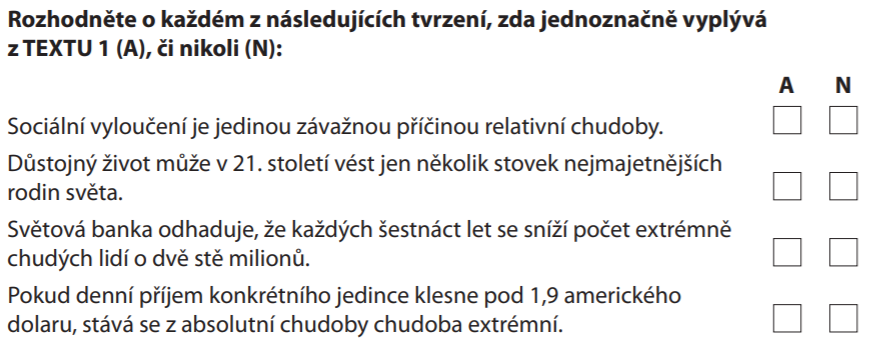 Rozhodněte o každém z následujících tvrzení, zda jednoznačně vyplývá
z TEXTU 1 (A), či nikoli (N):
A N
Sociální vyloučení je jedinou závažnou příčinou relativní chudoby.
Důstojný život může v 21. století vést jen několik stovek nejmajetnějších
rodin světa.
Světová banka odhaduje, že každých šestnáct let se sníží počet extrémně
chudých lidí o dvě stě milionů.
Pokud denní příjem konkrétního jedince klesne pod 1,9 amerického
dolaru, stává se z absolutní chudoby chudoba extrémní.